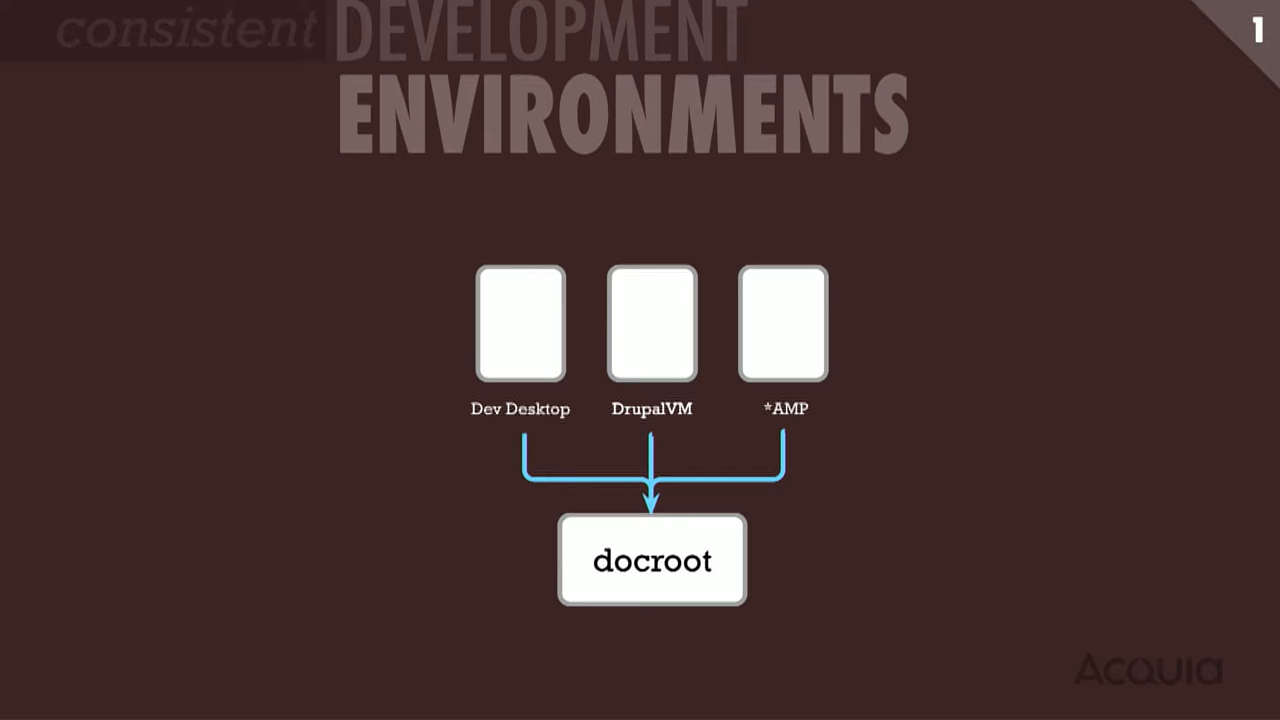 consistent DEVELOPMENT
1
ENVIRONMENTS
Dev Desktop DrupalVM *AMP
docroot
Acquia